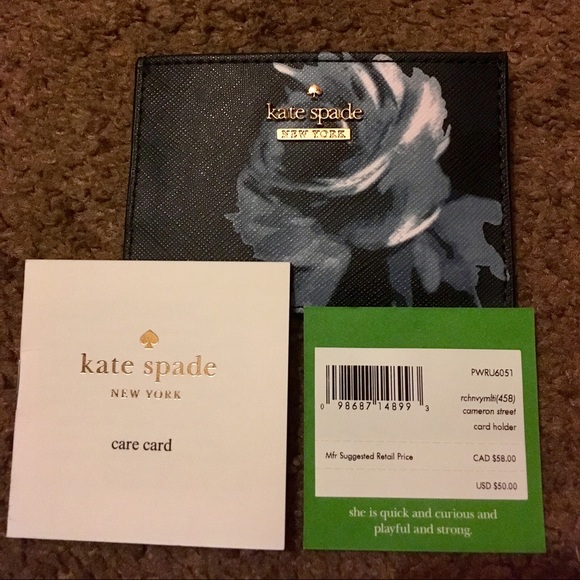 kate spade
NEW YORK
kate spade
NEW YORK
care card
PWRU6051
0 98687 14899 3
rchnvymlti(458)
cameron street
card holder
Mfr Suggested Retail Price
CAD $58.00
USD $50.00
she is quick and curious and
playful and strong.